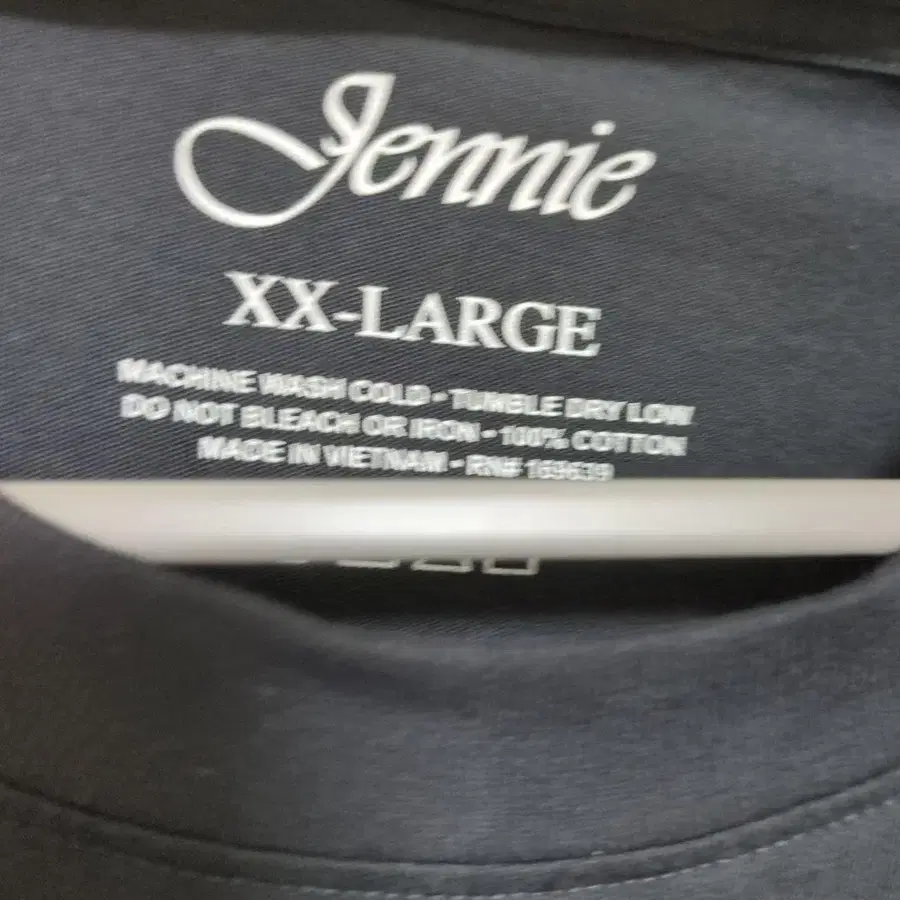 Jennie
XX-LARGE
MACHINE WASH COLD - TUMBLE DRY LOW
DO NOT BLEACH OR IRON - 100% COTTON
MADE IN VIETNAM - RN# 169639